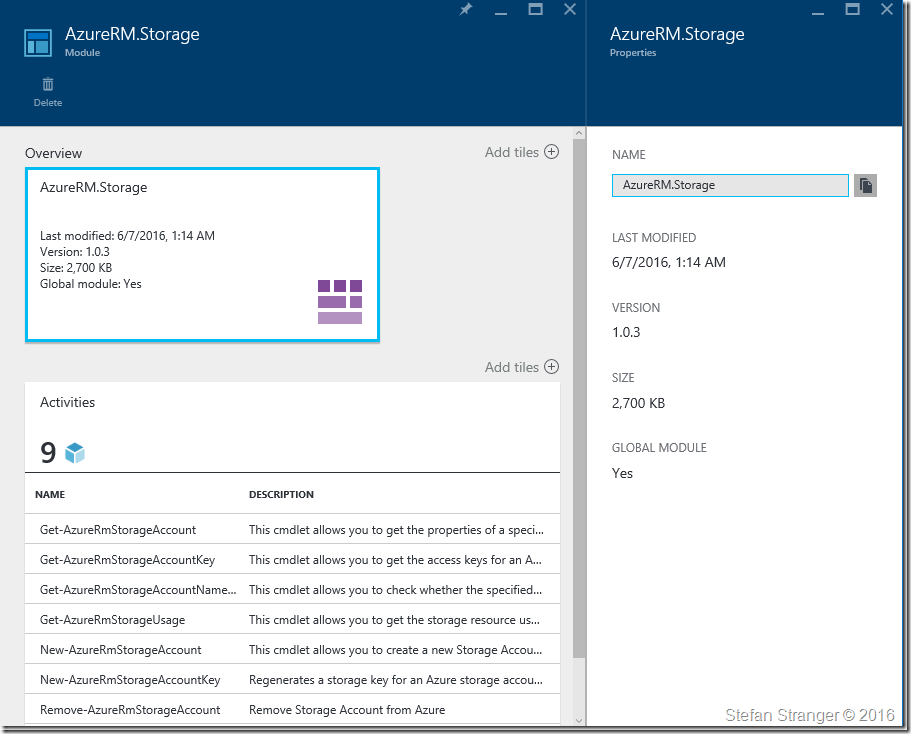 AzureRM.Storage
Module
Delete
Overview
Add tiles
AzureRM.Storage
Last modified: 6/7/2016, 1:14 AM
Version: 1.0.3
Size: 2,700 KB
Global module: Yes
Add tiles
Activities
9
NAME DESCRIPTION
Get-AzureRmStorageAccount This cmdlet allows you to get the properties of a speci...
Get-AzureRmStorageAccountKey This cmdlet allows you to get the access keys for an A...
Get-AzureRmStorageAccountName... This cmdlet allows you to check whether the specified...
Get-AzureRmStorageUsage This cmdlet allows you to get the storage resource us...
New-AzureRmStorageAccount This cmdlet allows you to create a new Storage Accou...
New-AzureRmStorageAccountKey Regenerates a storage key for an Azure storage accou...
Remove-AzureRmStorageAccount Remove Storage Account from Azure
AzureRM.Storage
Properties
NAME
AzureRM.Storage
LAST MODIFIED
6/7/2016, 1:14 AM
VERSION
1.0.3
SIZE
2,700 KB
GLOBAL MODULE
Yes
Stefan Stranger © 2016